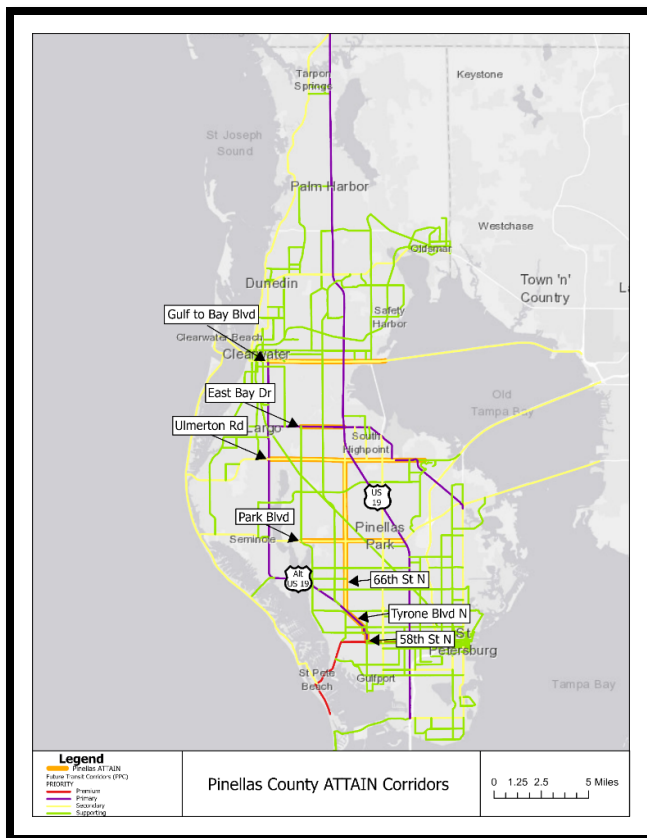 Tarpon
Springs
Keystone
St Joseph
Sound
Palm Harbor
Westchase
Oldsmar
Dunedin
Town 'n'
Country
Gulf to Bay Blvd
Safety
Harbor
Clearwater Beach
Clearwater
Old
Tampa Bay
East Bay Dr
Ulmerton Rd
Largo
South
Highpoint
US
19
Park Blvd
Pinellas
Park
Seminole
Alt
US 19
66th St N
Tyrone Blvd N
58th St N
St
Petersburg
St Pete
Beach
Gulfport
Tampa Bay
Legend
Pinellas ATTAIN
Future Transit Corridors (FPC)
PRIORITY
Premium
Primary
Secondary
Supporting
Pinellas County ATTAIN Corridors
0 1.25 2.5 5 Miles